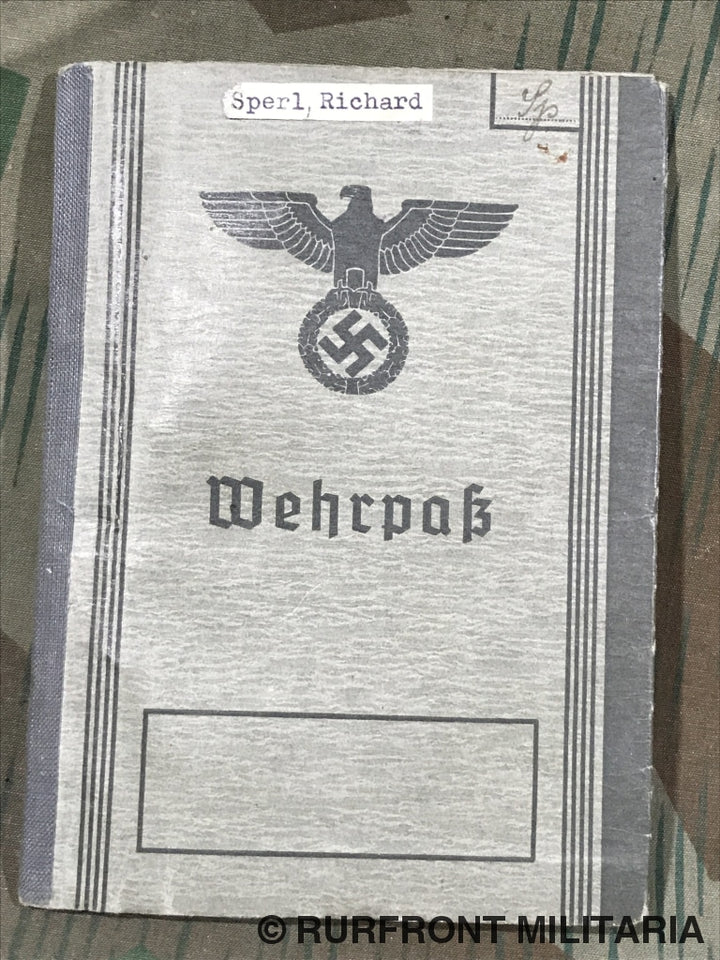 Sperl, Richard
Sp
Wehrpaß
© RURFRONT MILITARIA